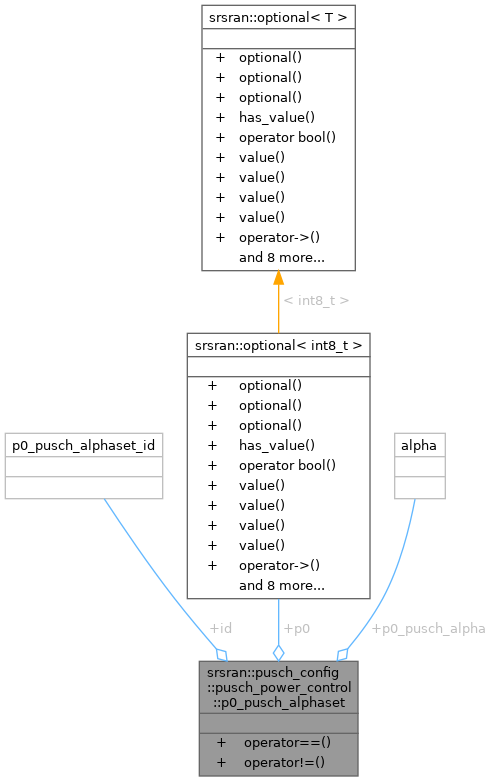 srsran::optional< T >
+ optional()
+ optional()
+ optional()
+ has_value()
+ operator bool()
+ value()
+ value()
+ value()
+ value()
+ operator->()
and 8 more...
< int8_t >
srsran::optional< int8_t >
+ optional()
+ optional()
+ optional()
+ has_value()
+ operator bool()
+ value()
+ value()
+ value()
+ value()
+ operator->()
and 8 more...
p0_pusch_alphaset_id
alpha
+id
+p0
+p0_pusch_alpha
srsran::pusch_config
::pusch_power_control
::p0_pusch_alphaset
+ operator==()
+ operator!=()